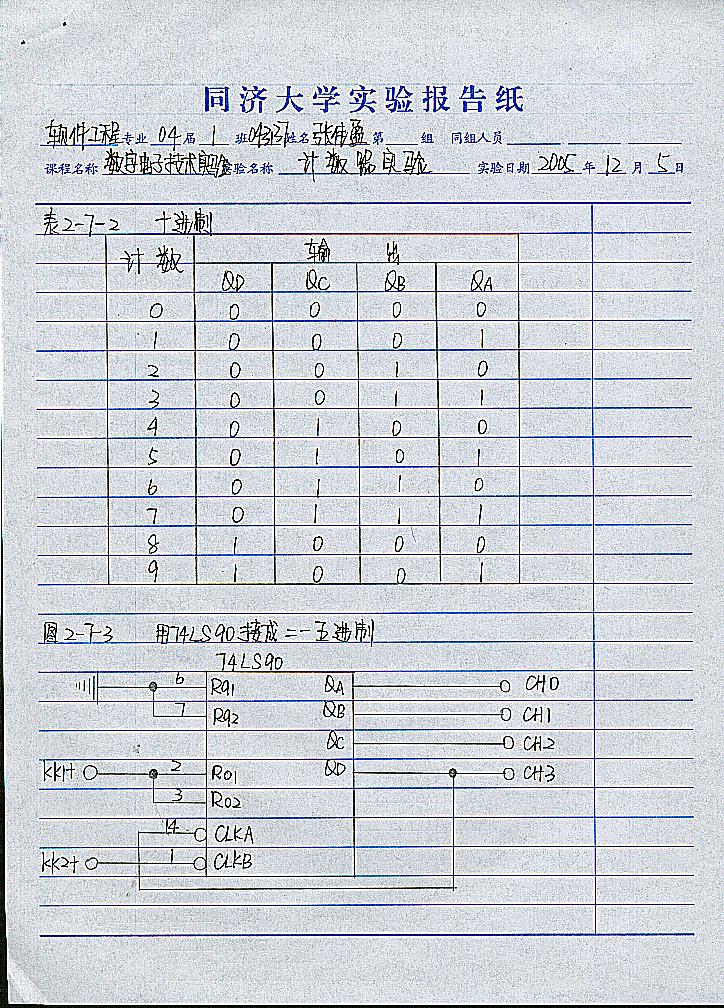 同济大学实验报告纸
软件工程 专业 04 届 1 班 姓名 第 组 同组人员
课程名称 数字电子技术实验 实验名称 计数器实验 实验日期 2005 年 12 月 5 日
表2-7-2 十进制
计数 输出
QD QC QB QA
0 0 0 0 0
1 0 0 0 1
2 0 0 1 0
3 0 0 1 1
4 0 1 0 0
5 0 1 0 1
6 0 1 1 0
7 0 1 1 1
8 1 0 0 0
9 1 0 0 1
图2-7-3 用74LS90接成二一五进制
74LS90
6 R91 QA CH0
7 R92 QB CH1
QC CH2
KK1+ 2 R01 QD CH3
3 R02
14 CLKA
KK2+ 1 CLKB